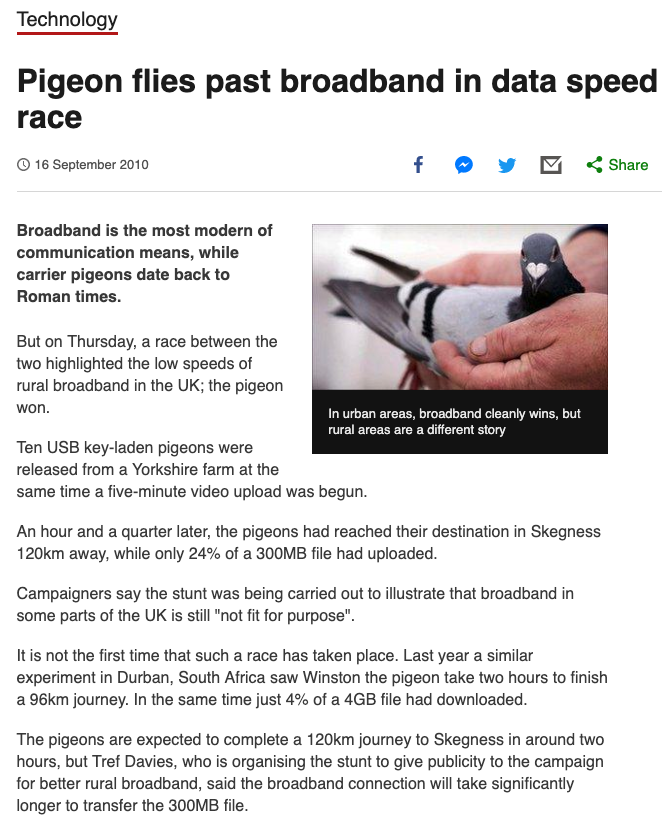 Technology
Pigeon flies past broadband in data speed
race
16 September 2010
Share
Broadband is the most modern of
communication means, while
carrier pigeons date back to
Roman times.
But on Thursday, a race between the
two highlighted the low speeds of
rural broadband in the UK; the pigeon
won.
In urban areas, broadband cleanly wins, but
rural areas are a different story
Ten USB key-laden pigeons were
released from a Yorkshire farm at the
same time a five-minute video upload was begun.
An hour and a quarter later, the pigeons had reached their destination in Skegness
120km away, while only 24% of a 300MB file had uploaded.
Campaigners say the stunt was being carried out to illustrate that broadband in
some parts of the UK is still "not fit for purpose".
It is not the first time that such a race has taken place. Last year a similar
experiment in Durban, South Africa saw Winston the pigeon take two hours to finish
a 96km journey. In the same time just 4% of a 4GB file had downloaded.
The pigeons are expected to complete a 120km journey to Skegness in around two
hours, but Tref Davies, who is organising the stunt to give publicity to the campaign
for better rural broadband, said the broadband connection will take significantly
longer to transfer the 300MB file.